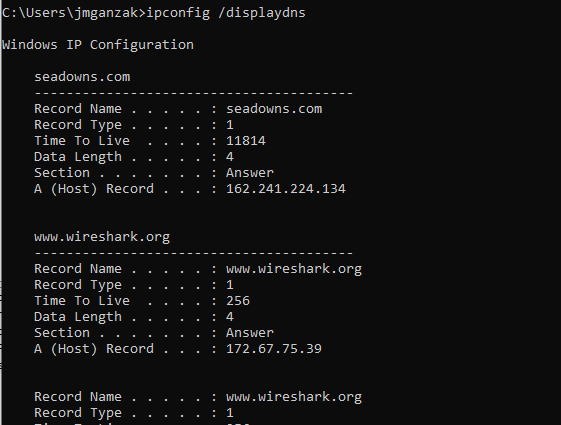 C:\Users\jmganzak>ipconfig /displaydns
Windows IP Configuration
seadowns.com
----------------------------------------
Record Name . . . . . : seadowns.com
Record Type . . . . . : 1
Time To Live  . . . . : 11814
Data Length . . . . . : 4
Section . . . . . . . : Answer
A (Host) Record . . . : 162.241.224.134
www.wireshark.org
----------------------------------------
Record Name . . . . . : www.wireshark.org
Record Type . . . . . : 1
Time To Live  . . . . : 256
Data Length . . . . . : 4
Section . . . . . . . : Answer
A (Host) Record . . . : 172.67.75.39
Record Name . . . . . : www.wireshark.org
Record Type . . . . . : 1